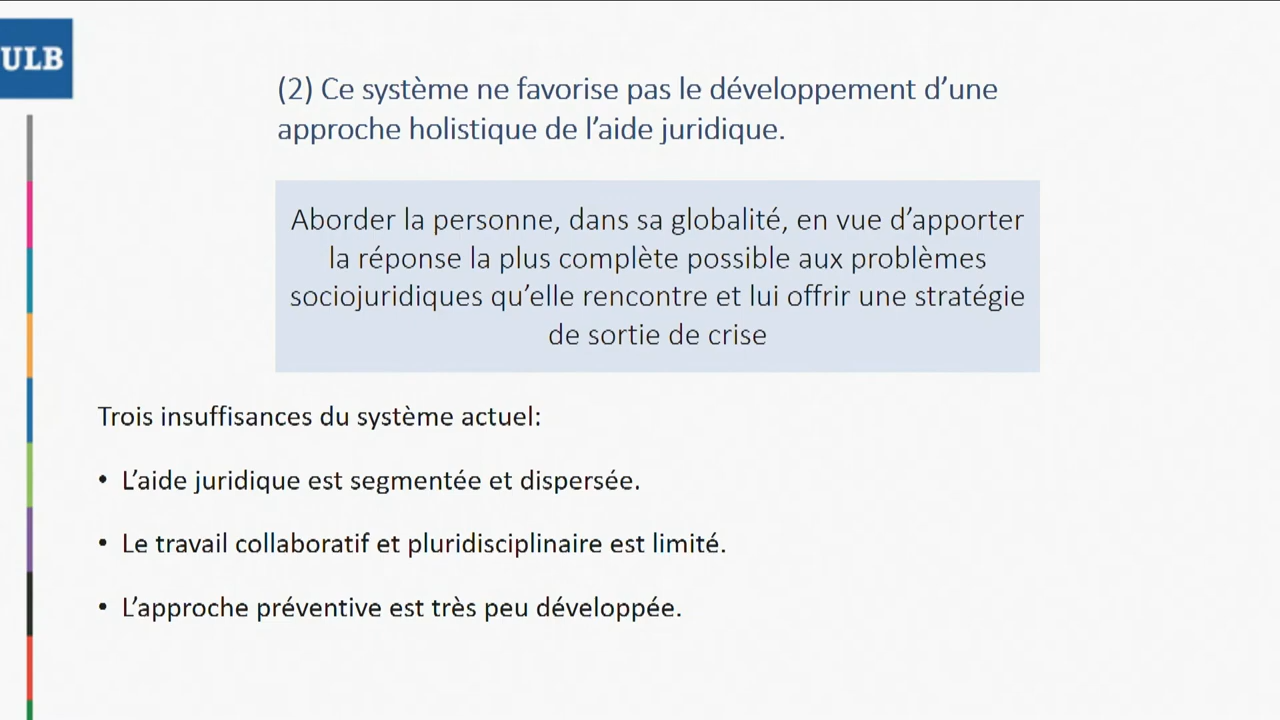 ULB
(2) Ce système ne favorise pas le développement d’une
approche holistique de l’aide juridique.
Aborder la personne, dans sa globalité, en vue d’apporter
la réponse la plus complète possible aux problèmes
sociojuridiques qu’elle rencontre et lui offrir une stratégie
de sortie de crise
Trois insuffisances du système actuel:
• L’aide juridique est segmentée et dispersée.
• Le travail collaboratif et pluridisciplinaire est limité.
• L’approche préventive est très peu développée.